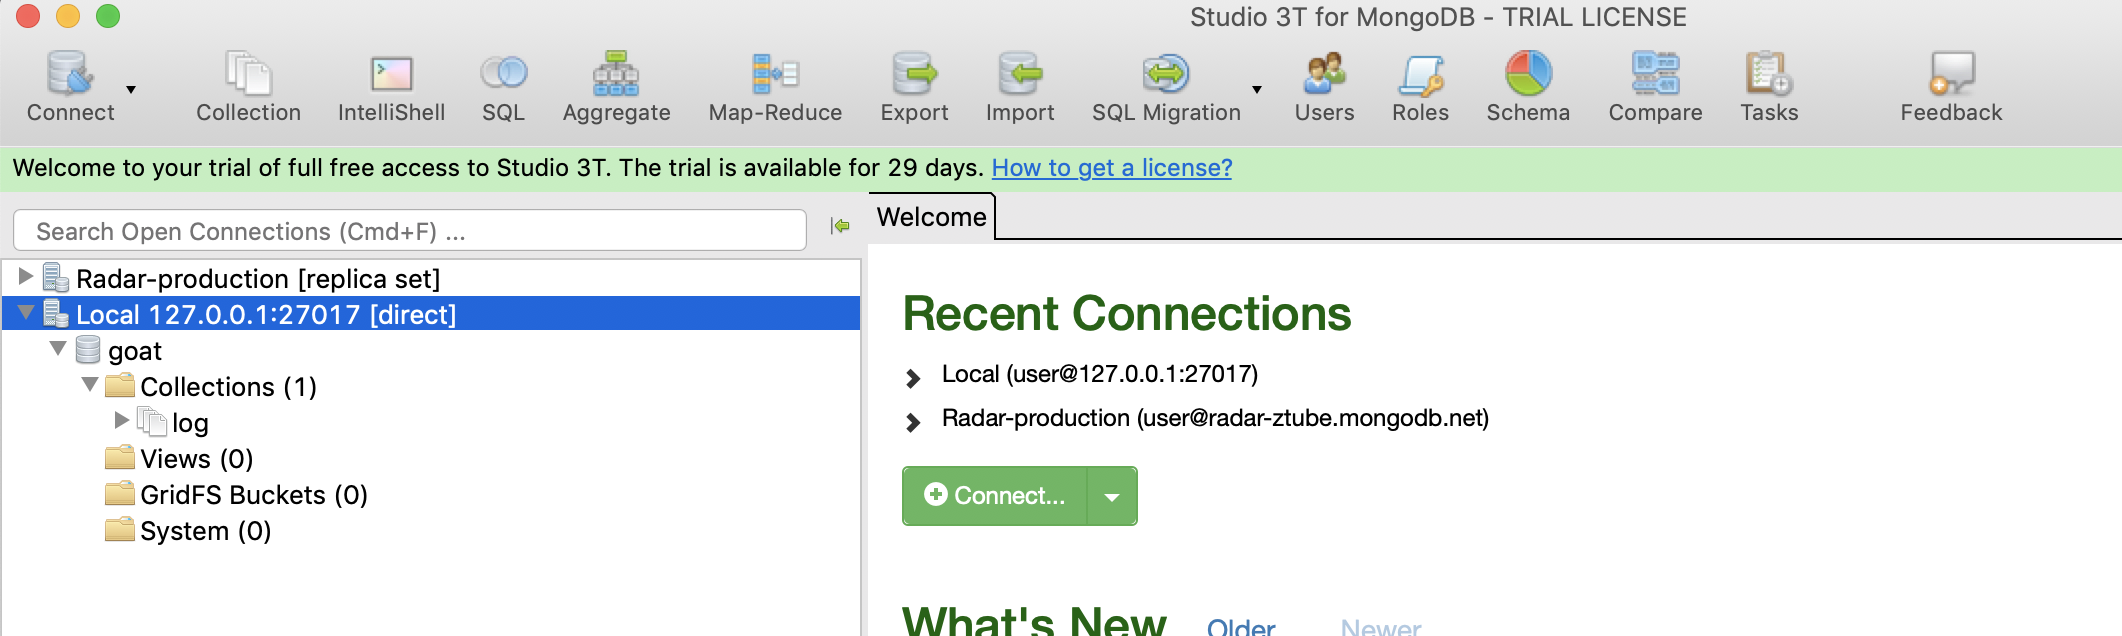 Studio 3T for MongoDB - TRIAL LICENSE
Connect Collection IntelliShell SQL Aggregate Map-Reduce Export Import SQL Migration Users Roles Schema Compare Tasks Feedback
Welcome to your trial of full free access to Studio 3T. The trial is available for 29 days. How to get a license?
Search Open Connections (Cmd+F) ...
Radar-production [replica set]
Local 127.0.0.1:27017 [direct]
goat
Collections (1)
log
Views (0)
GridFS Buckets (0)
System (0)
Welcome
Recent Connections
Local (user@127.0.0.1:27017)
Radar-production (user@radar-ztube.mongodb.net)
Connect...
What's New Older Newer